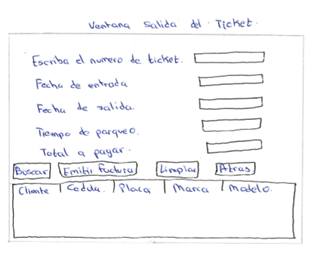 Ventana Salida del Ticket.
Escriba el numero de ticket.
Fecha de entrada
Fecha de salida.
Tiempo de parqueo.
Total a pagar.
Buscar Emitir Factura Limpiar Atras
Cliente Cedula. Placa Marca Modelo.